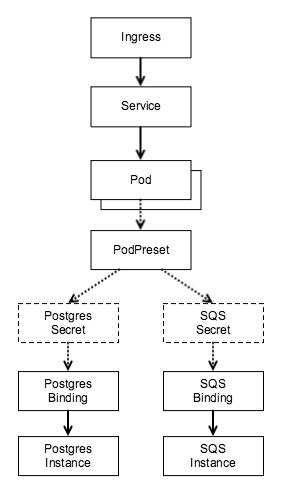 Ingress
Service
Pod
PodPreset
Postgres
Secret
SQS
Secret
Postgres
Binding
SQS
Binding
Postgres
Instance
SQS
Instance